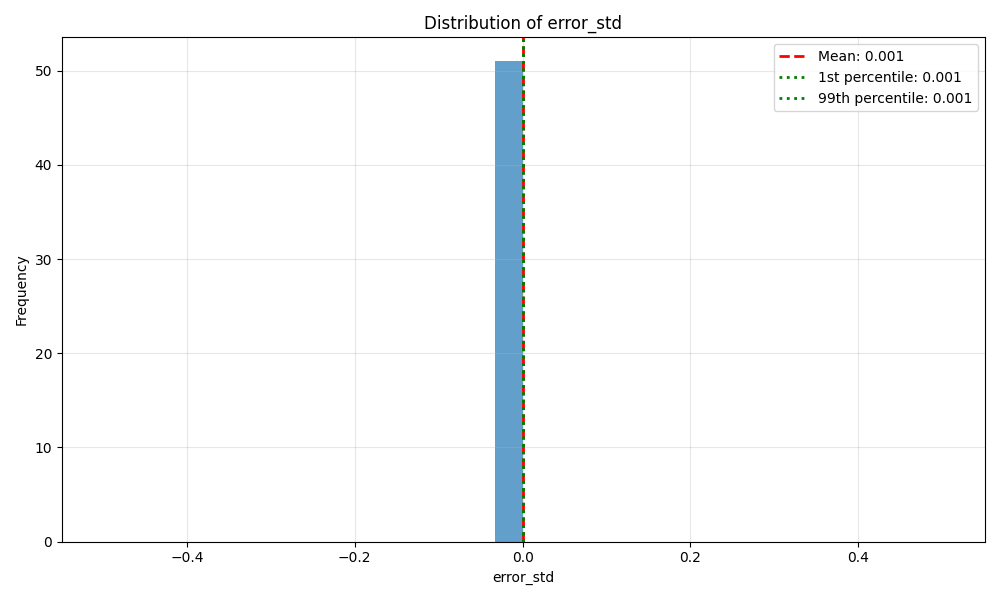 Distribution of error_std
Mean: 0.001
1st percentile: 0.001
99th percentile: 0.001
Frequency
50
40
30
20
10
0
−0.4
−0.2
0.0
0.2
0.4
error_std